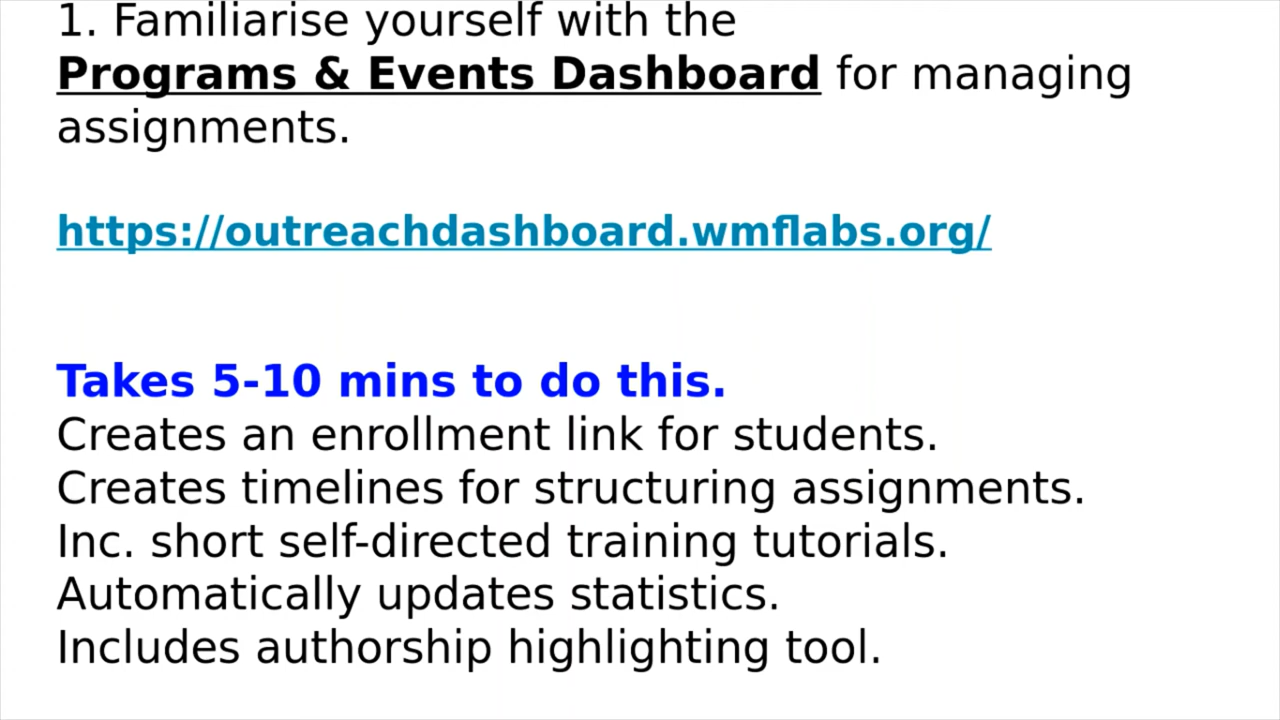 1. Familiarise yourself with the
Programs & Events Dashboard for managing
assignments.
https://outreachdashboard.wmflabs.org/
Takes 5-10 mins to do this.
Creates an enrollment link for students.
Creates timelines for structuring assignments.
Inc. short self-directed training tutorials.
Automatically updates statistics.
Includes authorship highlighting tool.